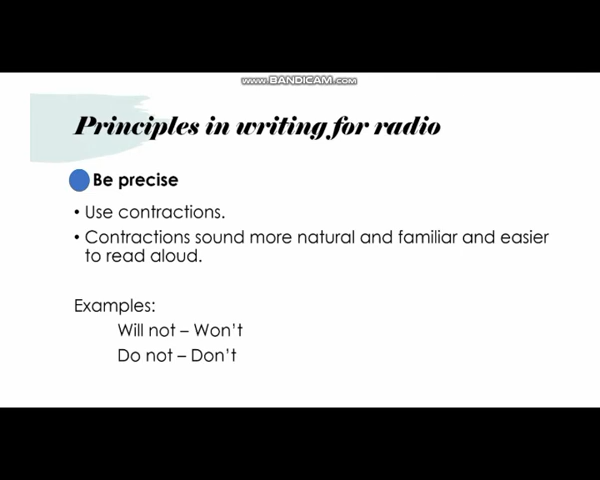 www.BANDICAM.com
Principles in writing for radio
Be precise
• Use contractions.
• Contractions sound more natural and familiar and easier
to read aloud.
Examples:
Will not – Won't
Do not – Don't